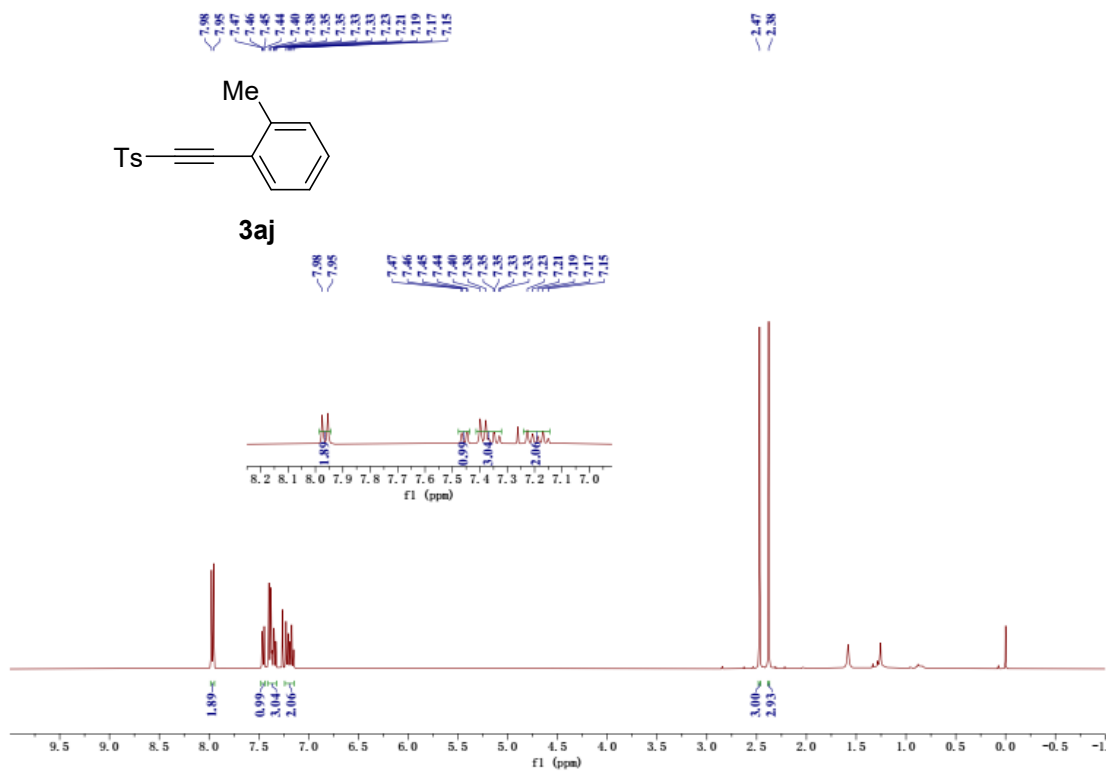 7.98 7.95 7.47 7.46 7.45 7.44 7.40 7.38 7.35 7.35 7.33 7.33 7.23 7.21 7.19 7.17 7.15
2.47 2.38
Me
Ts
3aj
7.98 7.95 7.47 7.46 7.45 7.44 7.40 7.38 7.35 7.35 7.33 7.33 7.23 7.21 7.19 7.17 7.15
1.89 0.99 3.04 2.06
8.2 8.1 8.0 7.9 7.8 7.7 7.6 7.5 7.4 7.3 7.2 7.1 7.0
f1 (ppm)
1.89 0.99 3.04 2.06 3.00 2.93
9.5 9.0 8.5 8.0 7.5 7.0 6.5 6.0 5.5 5.0 4.5 4.0 3.5 3.0 2.5 2.0 1.5 1.0 0.5 0.0 -0.5
f1 (ppm)